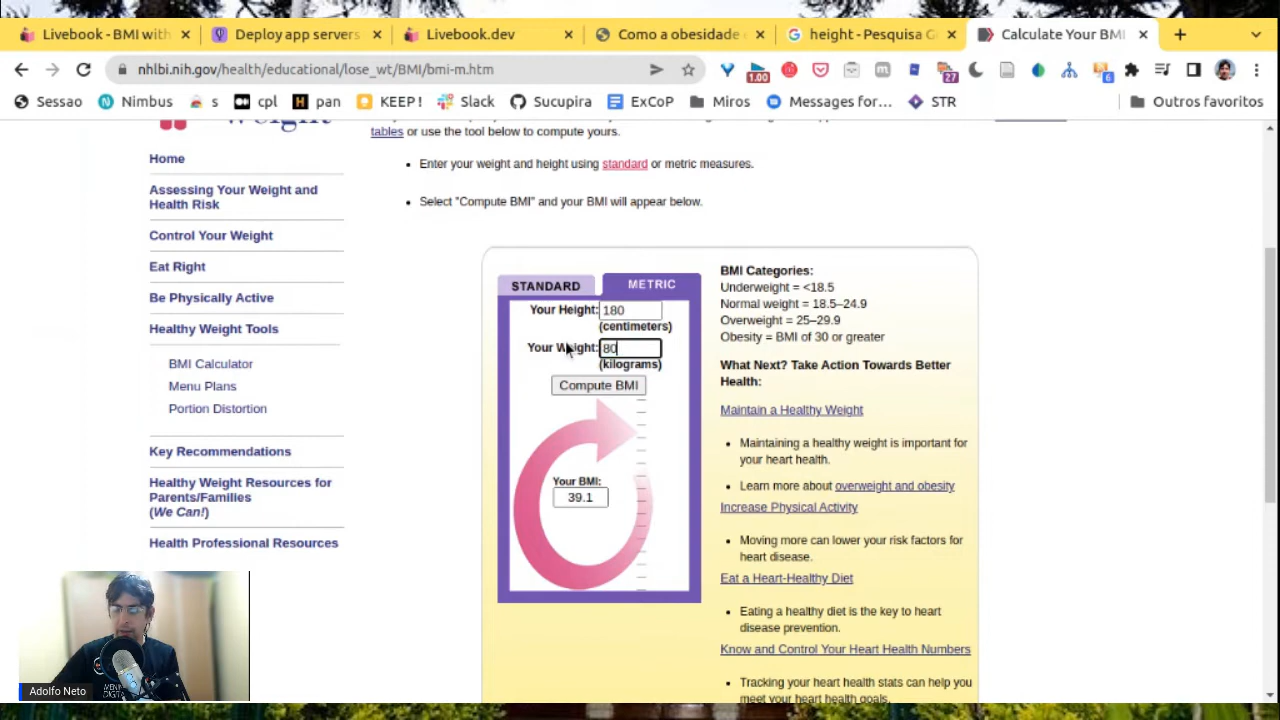 Livebook - BMI with
Deploy app servers
Livebook.dev
Como a obesidade
height - Pesquisa G
Calculate Your BMI
nhlbi.nih.gov/health/educational/lose_wt/BMI/bmi-m.htm
1.00
27
6
Sessao
Nimbus
s
cpl
pan
KEEP!
Slack
Sucupira
ExCoP
Miros
Messages for...
STR
Outros favoritos
Weight
Home
Assessing Your Weight and
Health Risk
Control Your Weight
Eat Right
Be Physically Active
Healthy Weight Tools
BMI Calculator
Menu Plans
Portion Distortion
Key Recommendations
Healthy Weight Resources for
Parents/Families
(We Can!)
Health Professional Resources
tables or use the tool below to compute yours.
• Enter your weight and height using standard or metric measures.
• Select "Compute BMI" and your BMI will appear below.
STANDARD
METRIC
Your Height: 180
(centimeters)
Your Weight: 80
(kilograms)
Compute BMI
Your BMI:
39.1
BMI Categories:
Underweight = <18.5
Normal weight = 18.5–24.9
Overweight = 25–29.9
Obesity = BMI of 30 or greater
What Next? Take Action Towards Better
Health:
Maintain a Healthy Weight
• Maintaining a healthy weight is important for
your heart health.
• Learn more about overweight and obesity
Increase Physical Activity
• Moving more can lower your risk factors for
heart disease.
Eat a Heart-Healthy Diet
• Eating a healthy diet is the key to heart
disease prevention.
Know and Control Your Heart Health Numbers
• Tracking your heart health stats can help you
meet your heart health goals.
Adolfo Neto